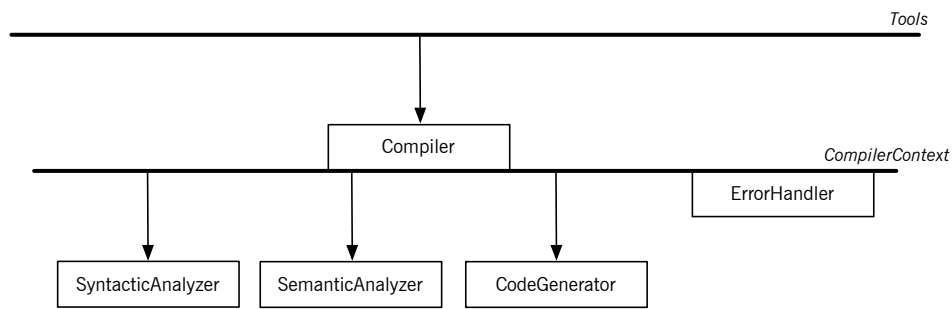 Tools
Compiler
CompilerContext
ErrorHandler
SyntacticAnalyzer
SemanticAnalyzer
CodeGenerator